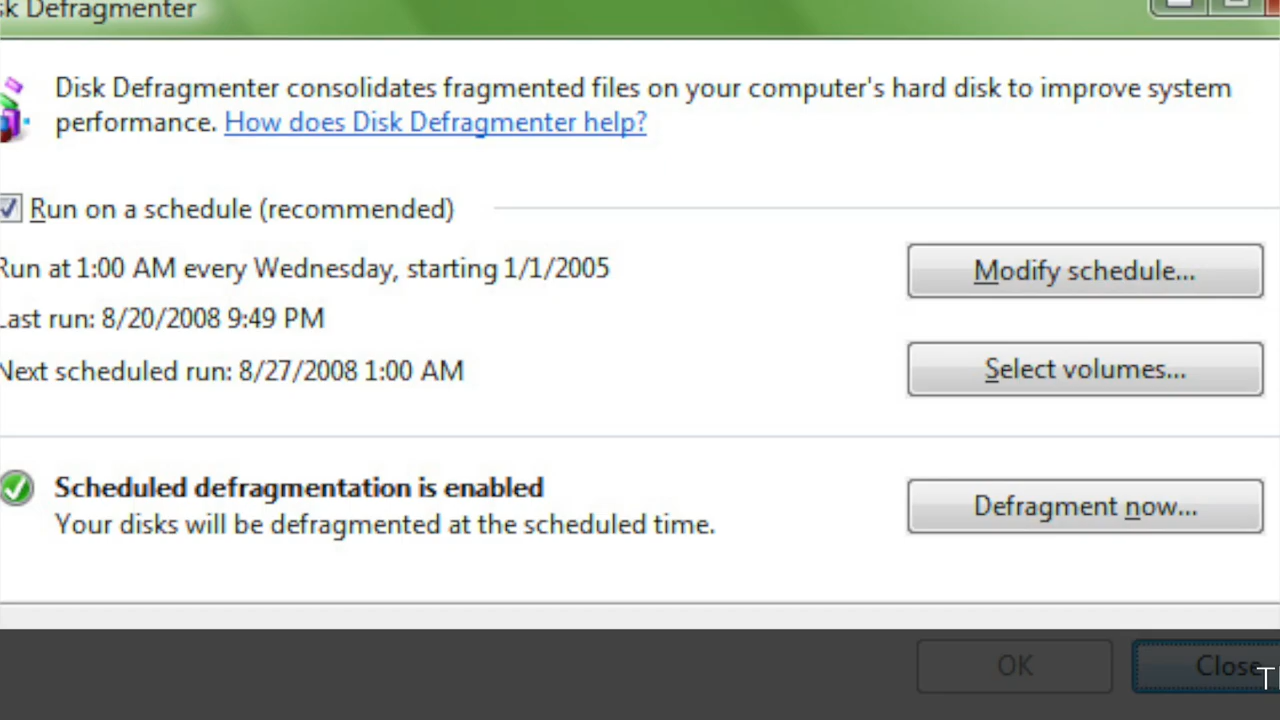 sk Defragmenter
Disk Defragmenter consolidates fragmented files on your computer's hard disk to improve system
performance. How does Disk Defragmenter help?
Run on a schedule (recommended)
Run at 1:00 AM every Wednesday, starting 1/1/2005
Modify schedule...
Last run: 8/20/2008 9:49 PM
Next scheduled run: 8/27/2008 1:00 AM
Select volumes...
Scheduled defragmentation is enabled
Your disks will be defragmented at the scheduled time.
Defragment now...
OK
Close